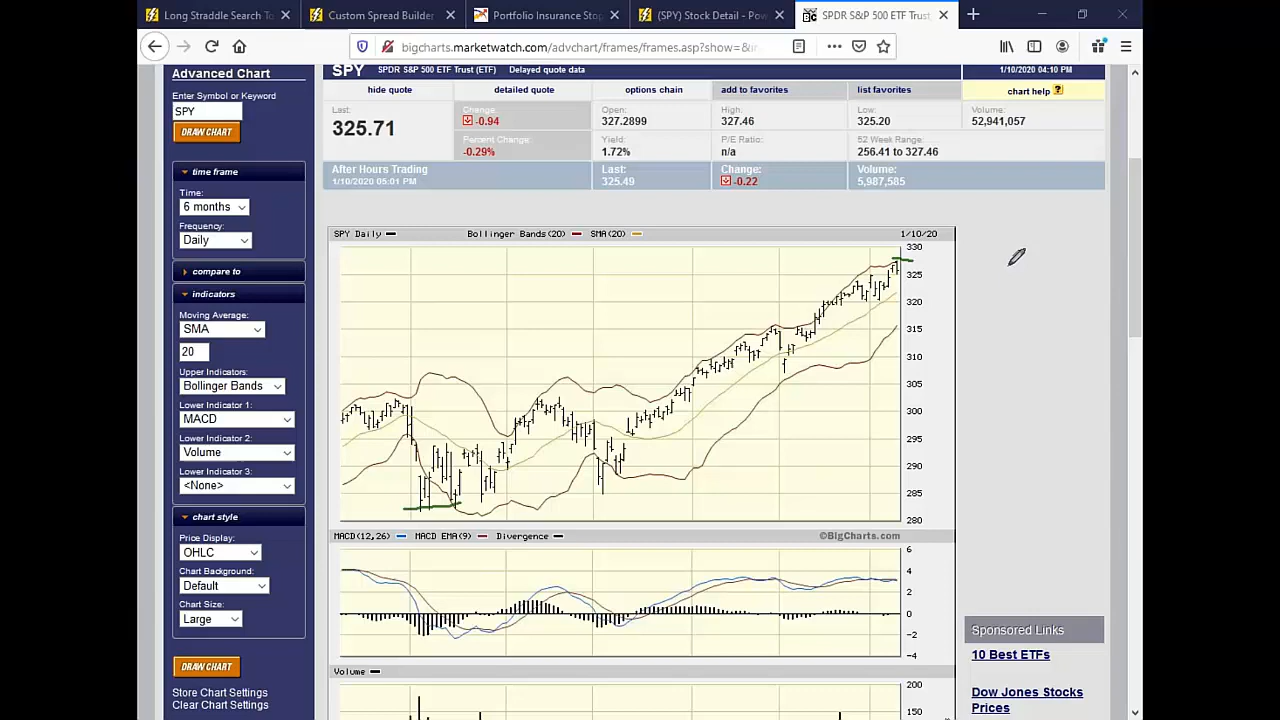 Long Straddle Search To
Custom Spread Builder
Portfolio Insurance Stop
(SPY) Stock Detail - Pow
SPDR S&P 500 ETF Trust
bigcharts.marketwatch.com/advchart/frames/frames.asp?show=&i
Advanced Chart
Enter Symbol or Keyword
SPY
DRAW CHART
time frame
Time:
6 months
Frequency:
Daily
compare to
indicators
Moving Average:
SMA
20
Upper Indicators:
Bollinger Bands
Lower Indicator 1:
MACD
Lower Indicator 2:
Volume
Lower Indicator 3:
<None>
chart style
Price Display:
OHLC
Chart Background:
Default
Chart Size:
Large
DRAW CHART
Store Chart Settings
Clear Chart Settings
SPY SPDR S&P 500 ETF Trust (ETF) Delayed quote data 1/10/2020 04:10 PM
hide quote detailed quote options chain add to favorites list favorites chart help ?
Last: Change: Open: High: Low: Volume:
325.71 -0.94 327.2899 327.46 325.20 52,941,057
Percent Change: Yield: P/E Ratio: 52 Week Range:
-0.29% 1.72% n/a 256.41 to 327.46
After Hours Trading Last: Change: Volume:
1/10/2020 05:01 PM 325.49 -0.22 5,987,585
SPY Daily Bollinger Bands(20) SMA(20) 1/10/20
330
325
320
315
310
305
300
295
290
285
280
MACD(12,26) MACD EMA(9) Divergence ©BigCharts.com
6
4
2
0
-2
-4
Volume
200
150
Sponsored Links
10 Best ETFs
Dow Jones Stocks
Prices